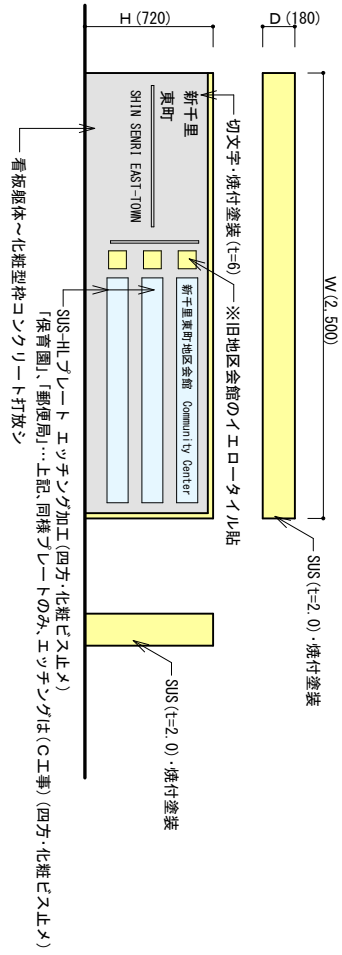 W(2,500)
D(180)
H(720)
SUS(t=2.0)・焼付塗装
※旧地区会館のイエロータイル貼
切文字・焼付塗装(t=6)
新千里
東町
SHIN SENRI EAST-TOWN
新千里東町地区会館 Community Center
SUS(t=2.0)・焼付塗装
SUS-HLプレート エッチング加工(四方・化粧ビス止メ)
「保育園」、「郵便局」…上記、同様プレートのみ、エッチングは(C工事)(四方・化粧ビス止メ)
看板躯体~化粧型枠コンクリート打放シ